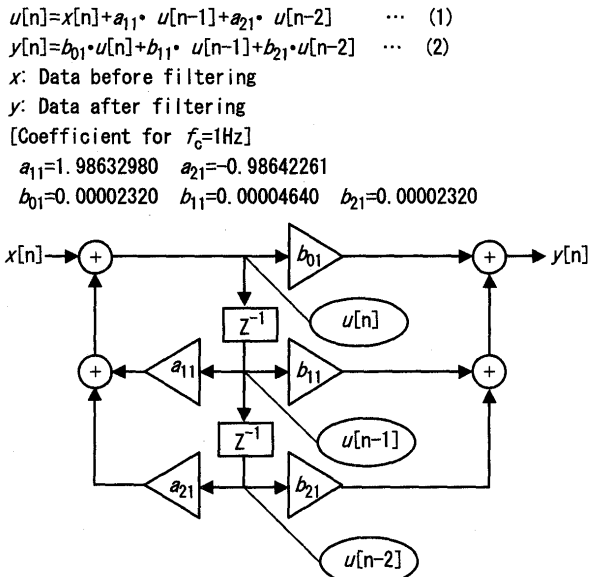 u[n]=x[n]+a11• u[n-1]+a21• u[n-2] ··· (1)
y[n]=b01•u[n]+b11• u[n-1]+b21•u[n-2] ··· (2)
x: Data before filtering
y: Data after filtering
[Coefficient for fc=1Hz]
a11=1.98632980 a21=-0.98642261
b01=0.00002320 b11=0.00004640 b21=0.00002320
x[n] + b01 + y[n]
Z-1 u[n]
+ a11 b11 +
Z-1 u[n-1]
a21 b21
u[n-2]